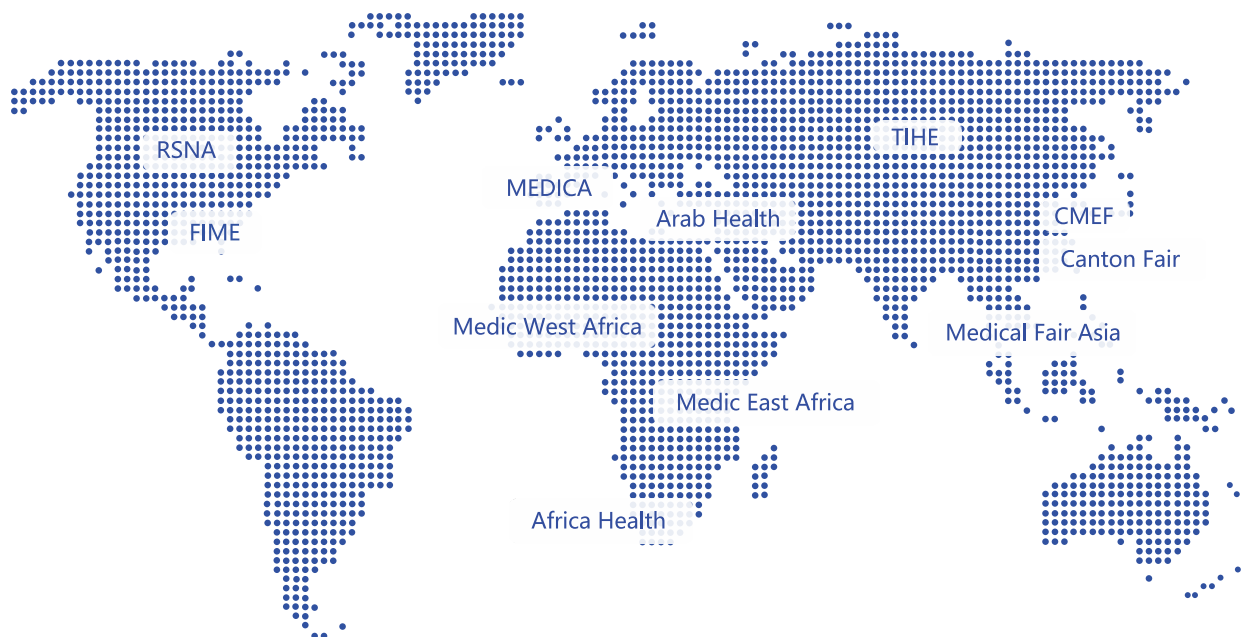 TIHE
RSNA
MEDICA
Arab Health
CMEF
FIME
Canton Fair
Medic West Africa
Medical Fair Asia
Medic East Africa
Africa Health